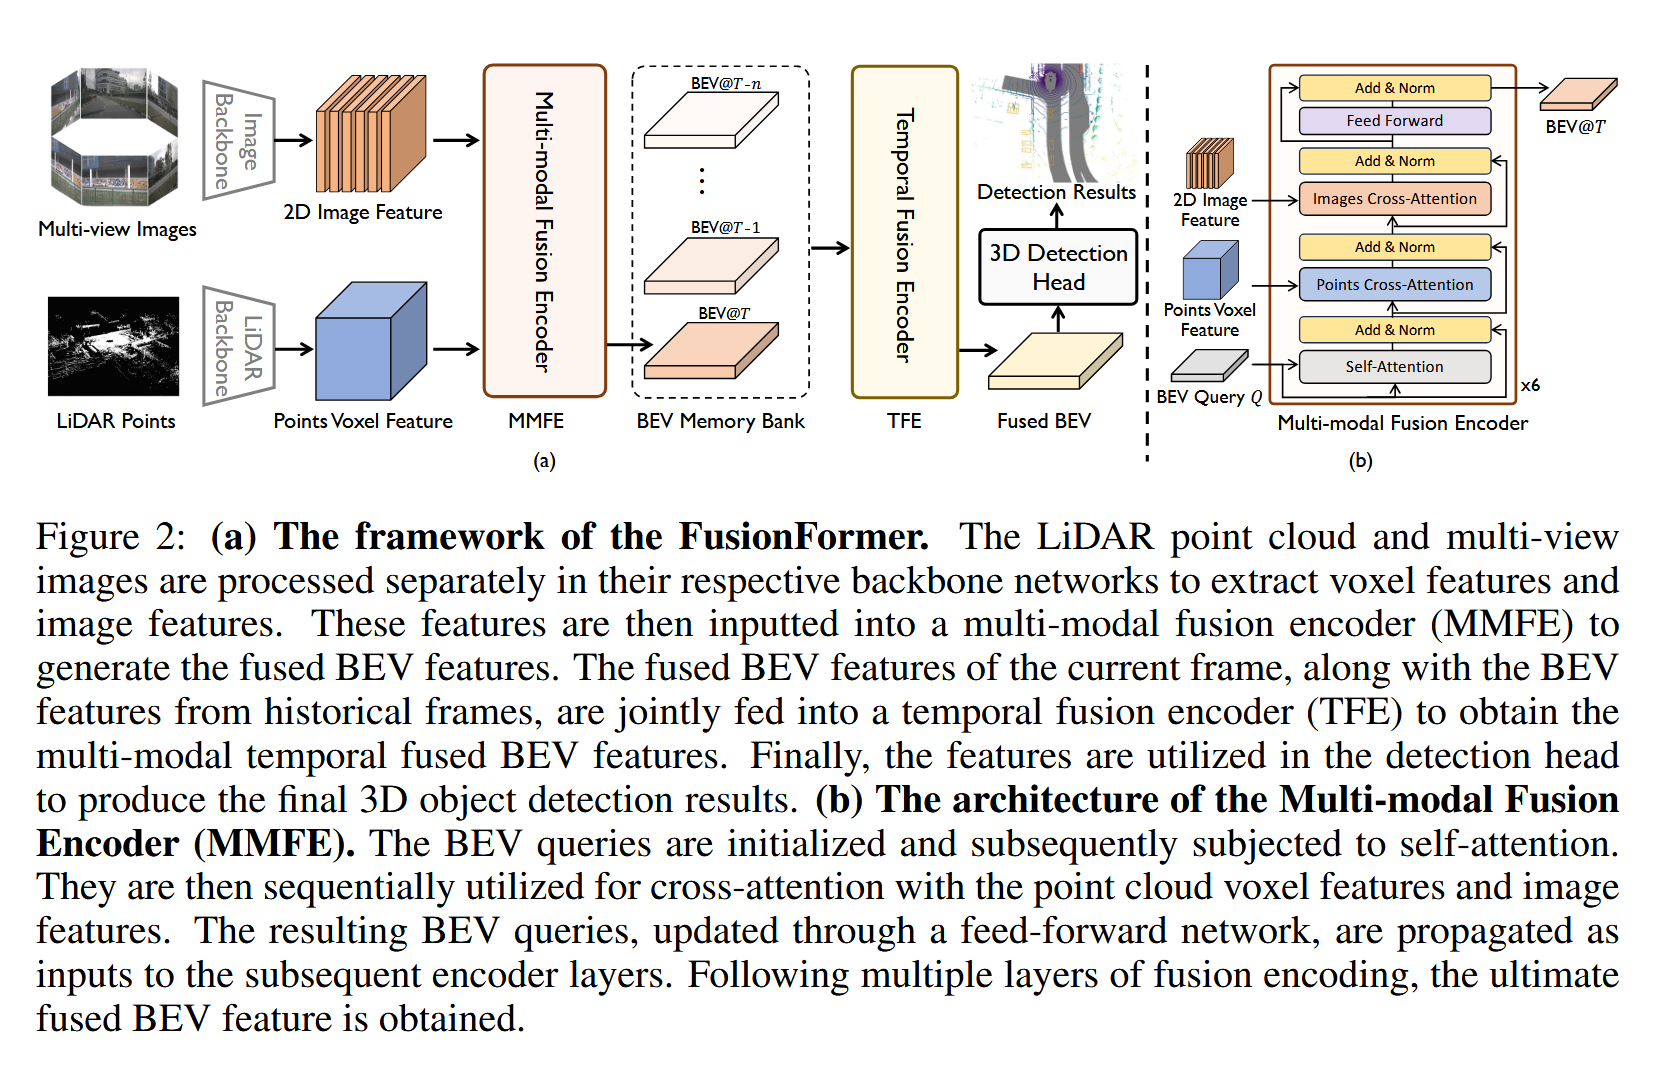 Image
Backbone
Multi-view Images
2D Image Feature
LiDAR
Backbone
LiDAR Points
Points Voxel Feature
Multi-modal Fusion Encoder
MMFE
BEV@T-n
BEV@T-1
BEV@T
BEV Memory Bank
Temporal Fusion Encoder
TFE
Detection Results
3D Detection
Head
Fused BEV
(a)
Add & Norm
Feed Forward
BEV@T
Add & Norm
Images Cross-Attention
2D Image
Feature
Add & Norm
Points Cross-Attention
Points Voxel
Feature
Add & Norm
Self-Attention
BEV Query Q
x6
Multi-modal Fusion Encoder
(b)
Figure 2: (a) The framework of the FusionFormer. The LiDAR point cloud and multi-view
images are processed separately in their respective backbone networks to extract voxel features and
image features. These features are then inputted into a multi-modal fusion encoder (MMFE) to
generate the fused BEV features. The fused BEV features of the current frame, along with the BEV
features from historical frames, are jointly fed into a temporal fusion encoder (TFE) to obtain the
multi-modal temporal fused BEV features. Finally, the features are utilized in the detection head
to produce the final 3D object detection results. (b) The architecture of the Multi-modal Fusion
Encoder (MMFE). The BEV queries are initialized and subsequently subjected to self-attention.
They are then sequentially utilized for cross-attention with the point cloud voxel features and image
features. The resulting BEV queries, updated through a feed-forward network, are propagated as
inputs to the subsequent encoder layers. Following multiple layers of fusion encoding, the ultimate
fused BEV feature is obtained.